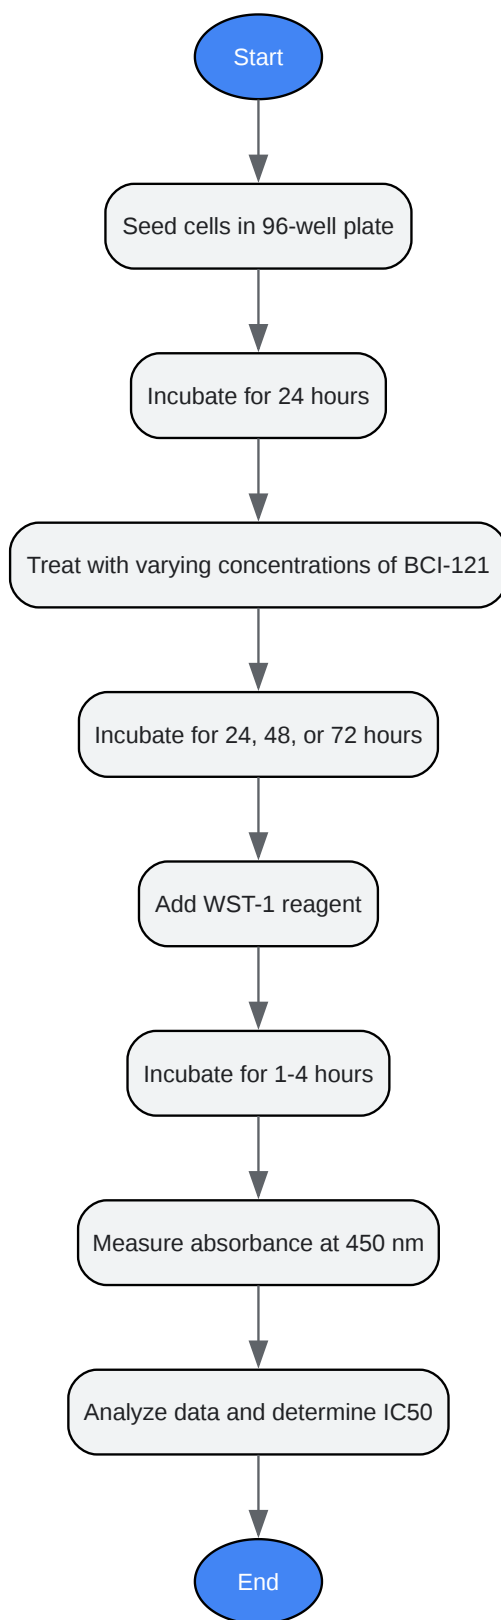 Start
Seed cells in 96-well plate
Incubate for 24 hours
Treat with varying concentrations of BCI-121
Incubate for 24, 48, or 72 hours
Add WST-1 reagent
Incubate for 1-4 hours
Measure absorbance at 450 nm
Analyze data and determine IC50
End